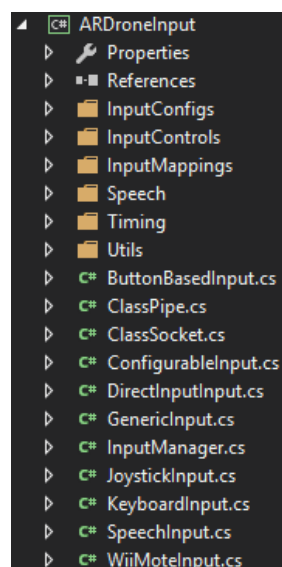 C# ARDroneInput
Properties
References
InputConfigs
InputControls
InputMappings
Speech
Timing
Utils
C# ButtonBasedInput.cs
C# ClassPipe.cs
C# ClassSocket.cs
C# ConfigurableInput.cs
C# DirectInputInput.cs
C# GenericInput.cs
C# InputManager.cs
C# JoystickInput.cs
C# KeyboardInput.cs
C# SpeechInput.cs
C# WiiMoteInput.cs